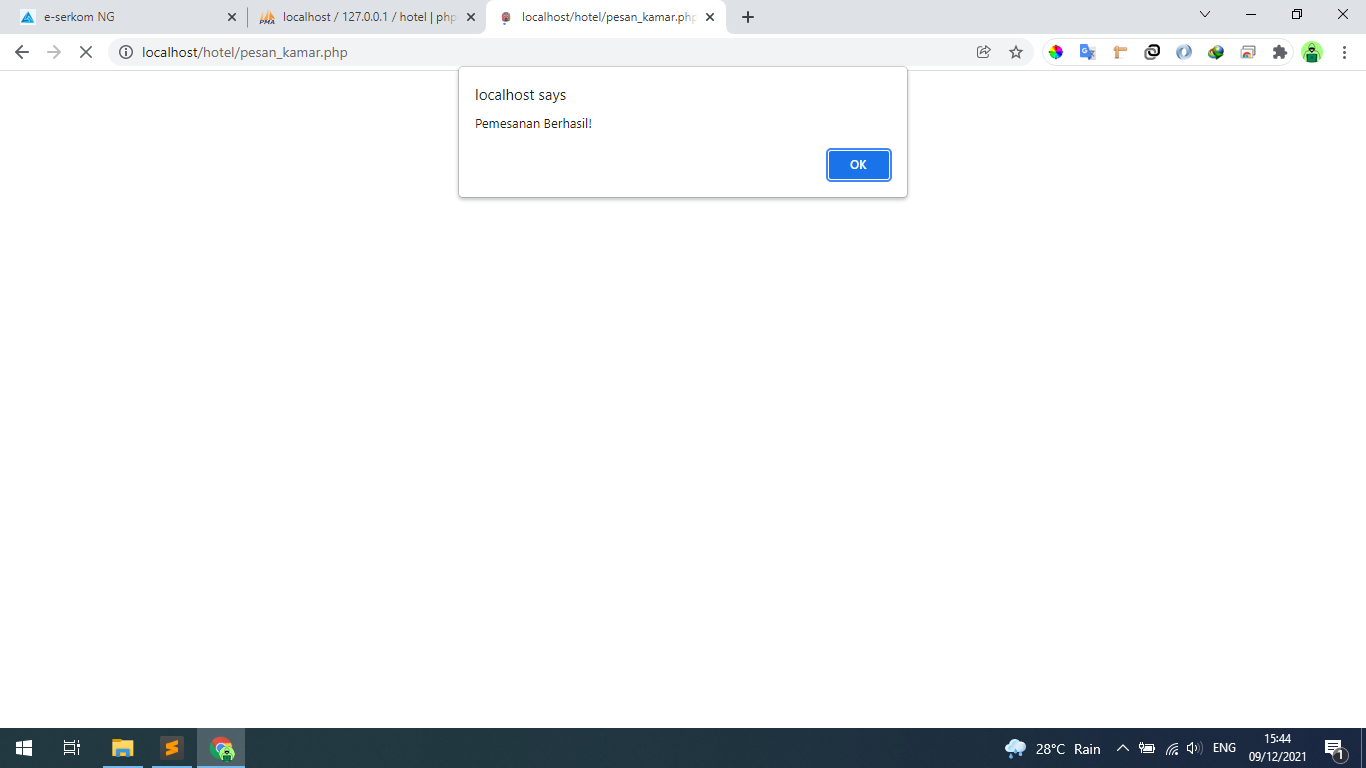 e-serkom NG
localhost / 127.0.0.1 / hotel | php
localhost/hotel/pesan_kamar.php
localhost/hotel/pesan_kamar.php
localhost says
Pemesanan Berhasil!
OK
28°C Rain
ENG
15:44
09/12/2021
1